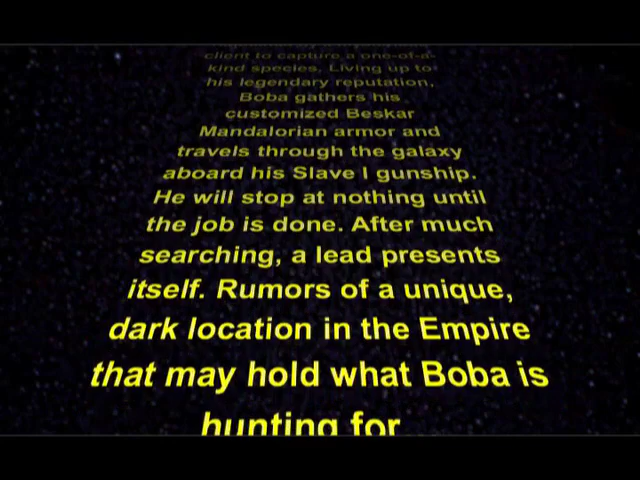 client to capture a one-of-a-
kind species. Living up to
his legendary reputation,
Boba gathers his
customized Beskar
Mandalorian armor and
travels through the galaxy
aboard his Slave I gunship.
He will stop at nothing until
the job is done. After much
searching, a lead presents
itself. Rumors of a unique,
dark location in the Empire
that may hold what Boba is
hunting for